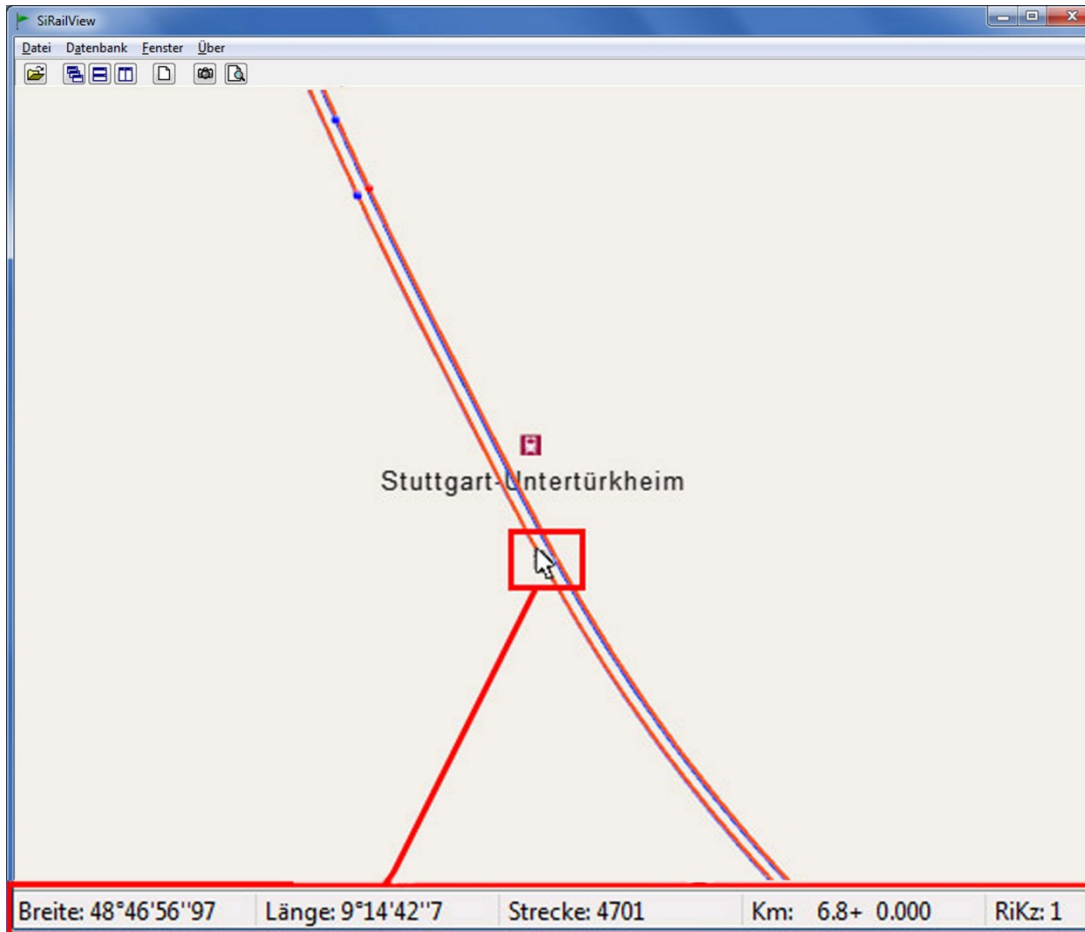 SiRailView
Datei Datenbank Fenster Über
Stuttgart-Untertürkheim
Breite: 48°46'56''97 Länge: 9°14'42''7 Strecke: 4701 Km: 6.8+ 0.000 RiKz: 1